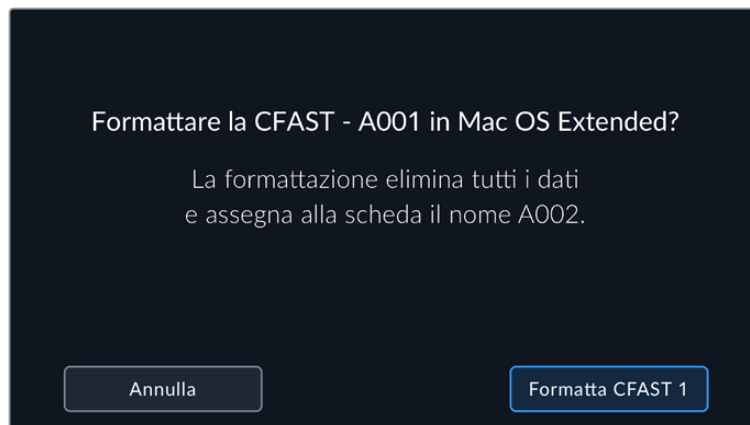 Formattare la CFAST - A001 in Mac OS Extended?
La formattazione elimina tutti i dati
e assegna alla scheda il nome A002.
Annulla
Formatta CFAST 1